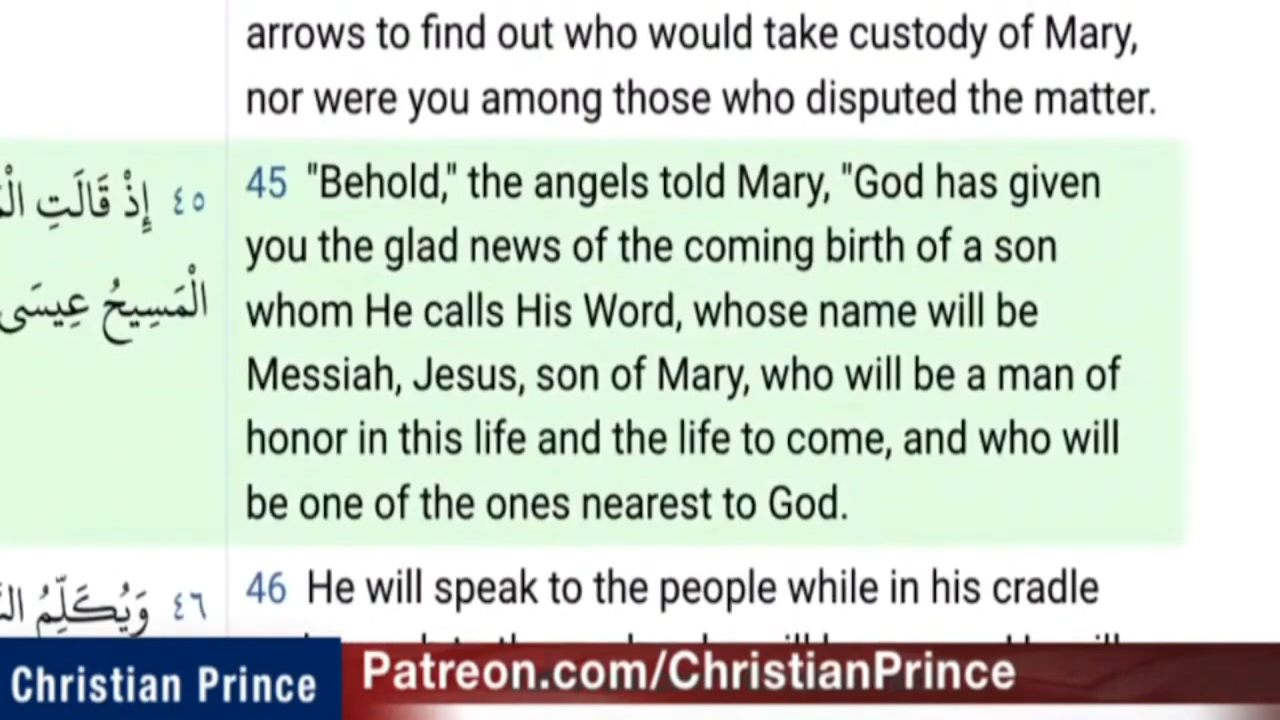 arrows to find out who would take custody of Mary,
nor were you among those who disputed the matter.
45 "Behold," the angels told Mary, "God has given
you the glad news of the coming birth of a son
whom He calls His Word, whose name will be
Messiah, Jesus, son of Mary, who will be a man of
honor in this life and the life to come, and who will
be one of the ones nearest to God.
٤٥ إِذْ قَالَتِ
الْمَسِيحُ عِيسَى
46 He will speak to the people while in his cradle
٤٦ وَيُكَلِّمُ
Christian Prince
Patreon.com/ChristianPrince